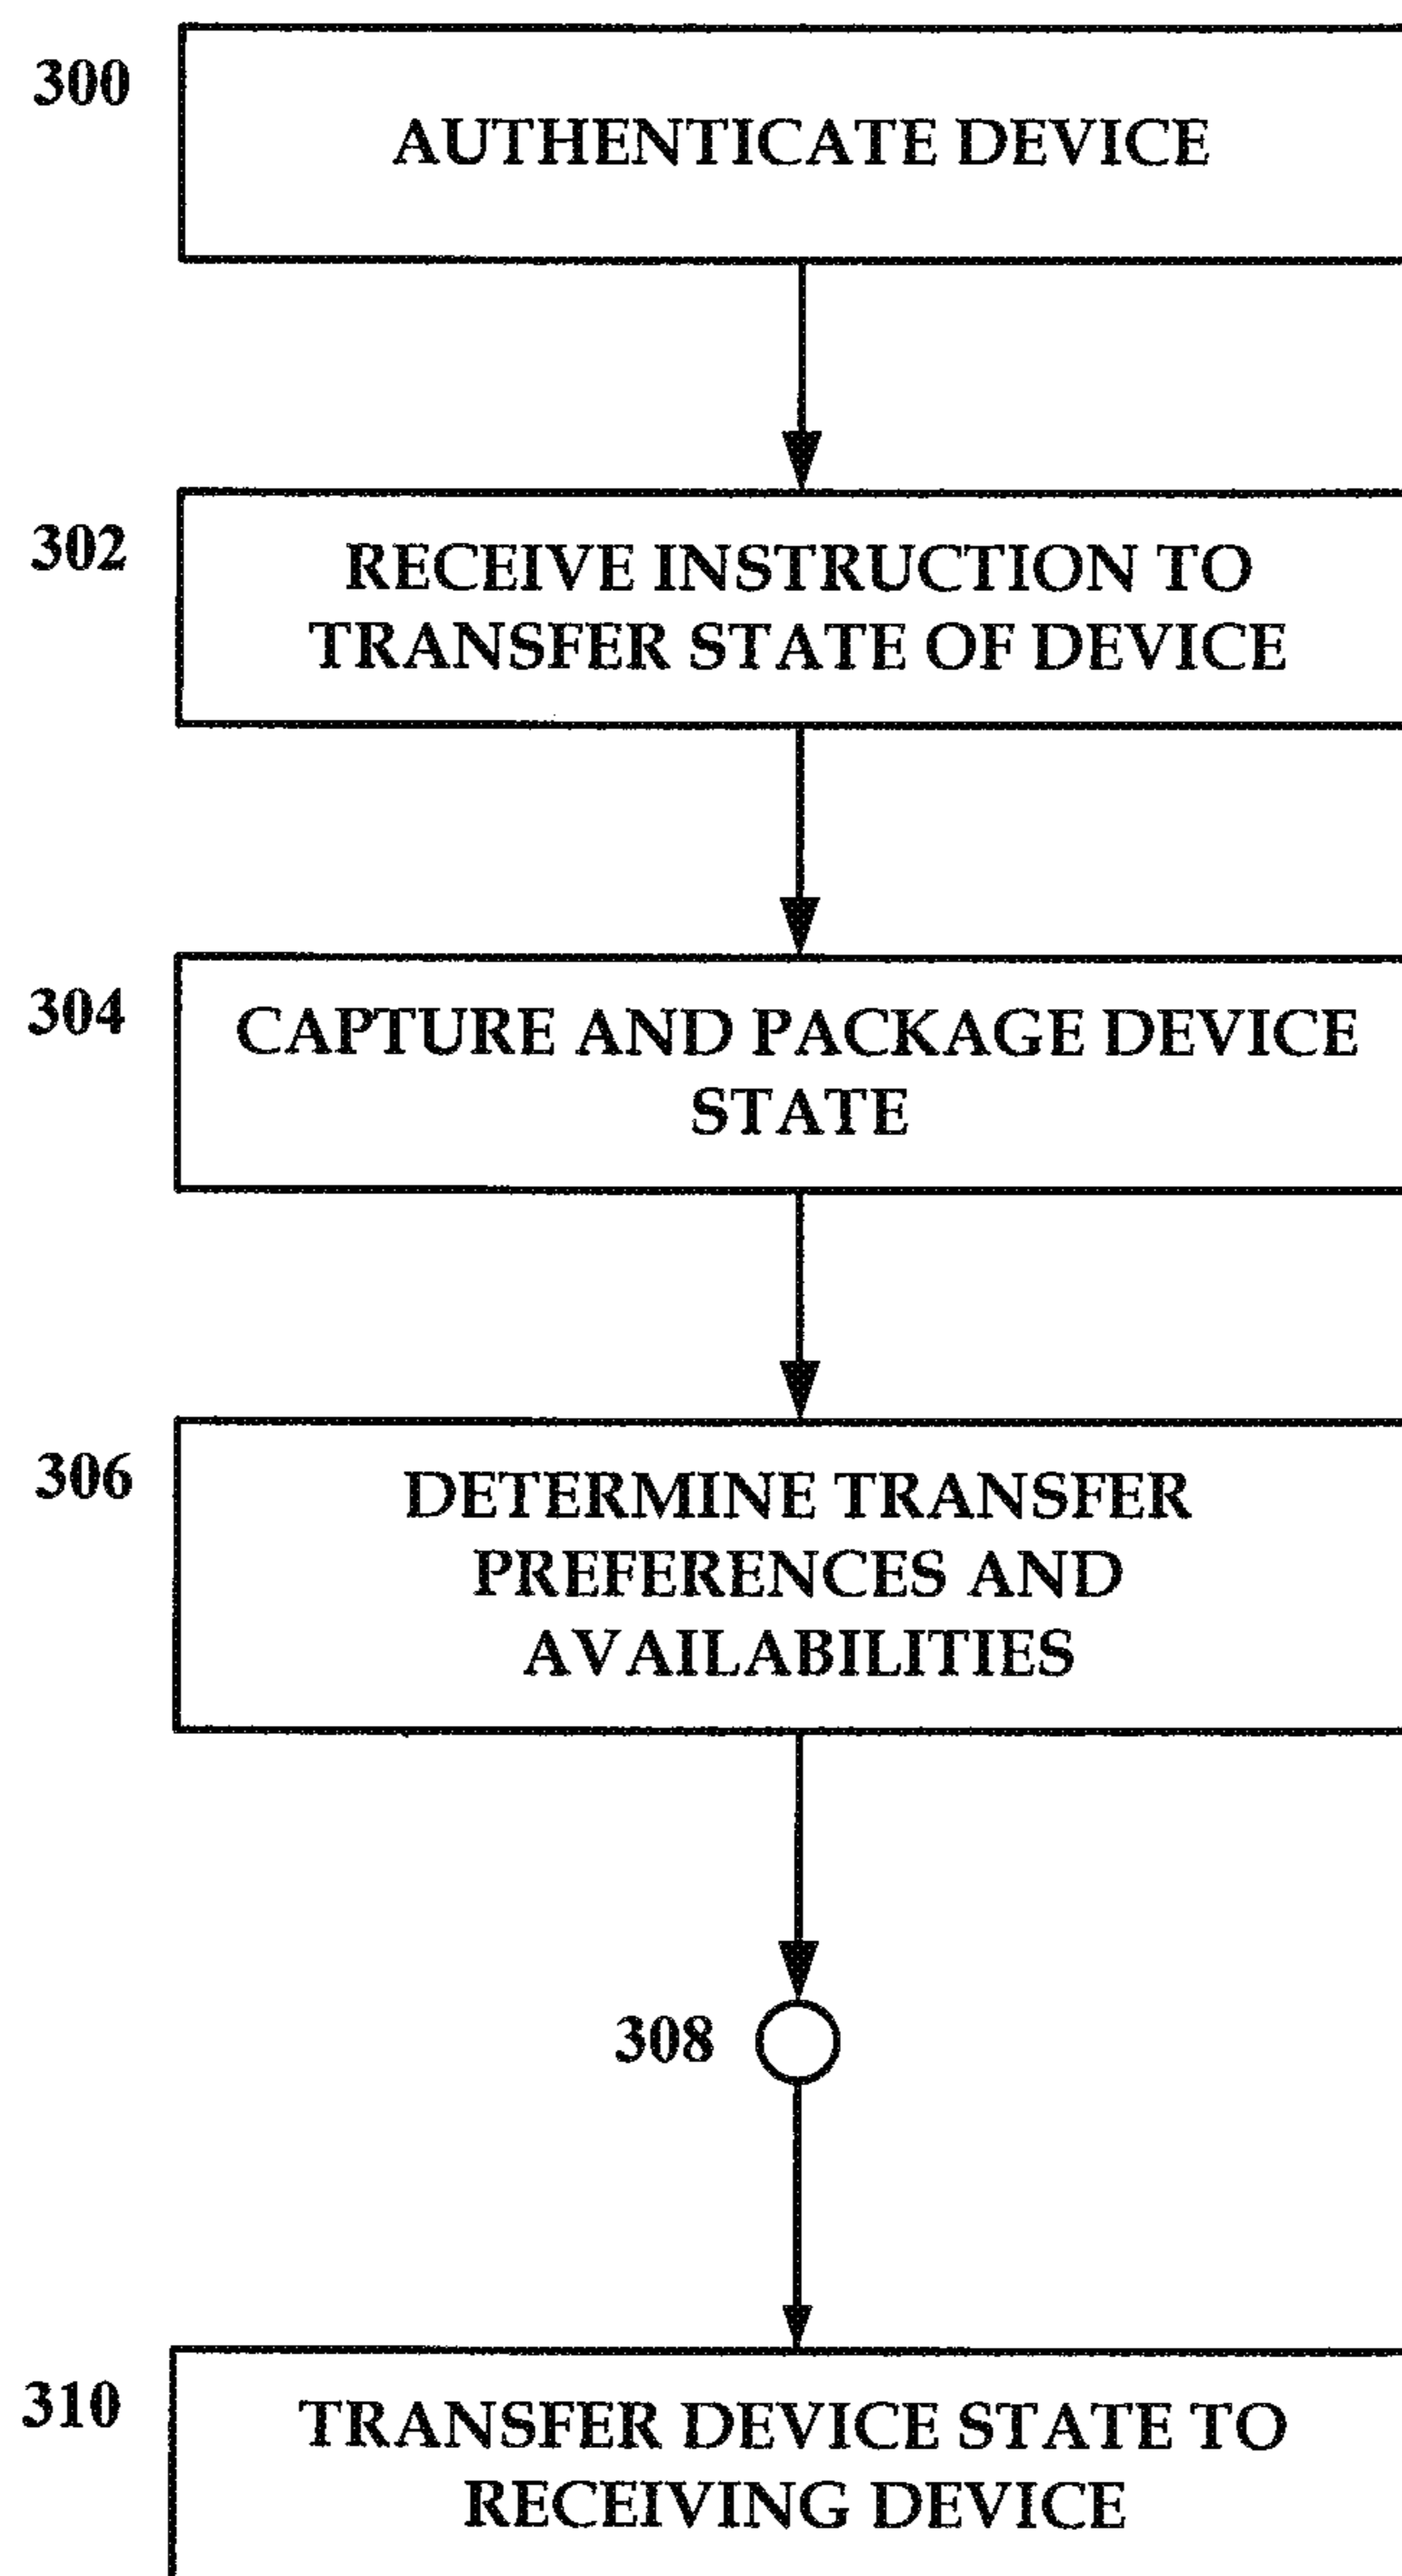 300
AUTHENTICATE DEVICE
302
RECEIVE INSTRUCTION TO
TRANSFER STATE OF DEVICE
304
CAPTURE AND PACKAGE DEVICE
STATE
306
DETERMINE TRANSFER
PREFERENCES AND
AVAILABILITIES
308
310
TRANSFER DEVICE STATE TO
RECEIVING DEVICE